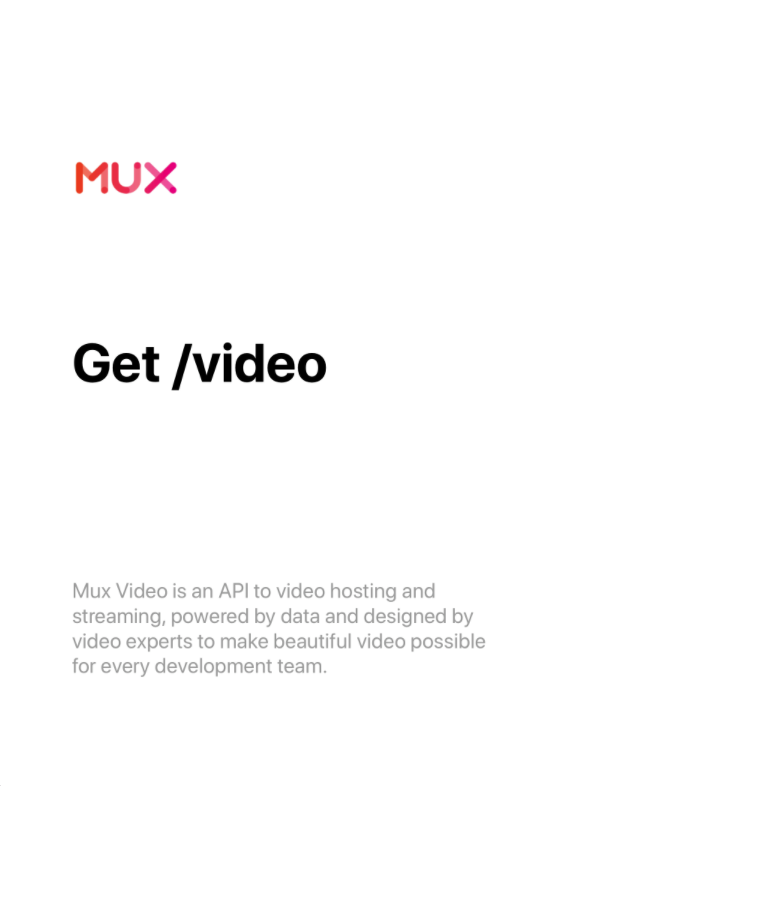 MUX
Get /video
Mux Video is an API to video hosting and
streaming, powered by data and designed by
video experts to make beautiful video possible
for every development team.